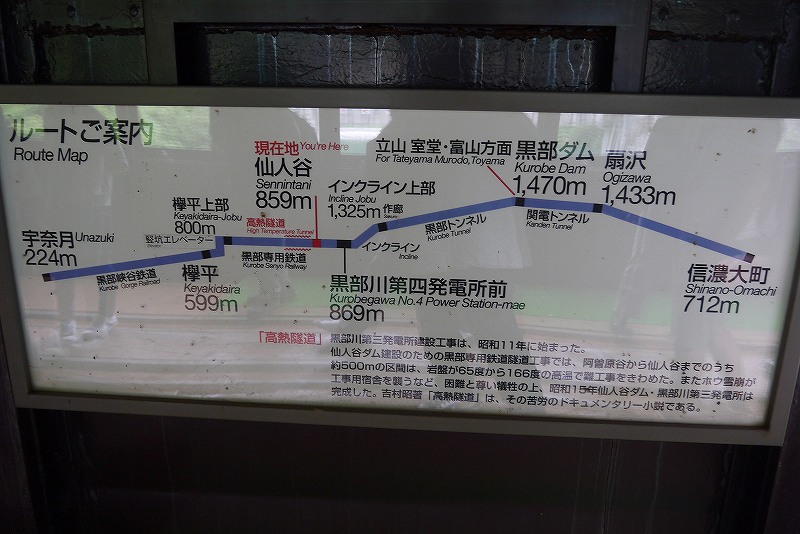 ルートご案内
Route Map
現在地 You're Here
仙人谷
Sennintani
859m
立山 室堂・富山方面
For Tateyama Murodo,Toyama
黒部ダム
Kurobe Dam
1,470m
扇沢
Ogizawa
1,433m
欅平上部
Keyakidaira-Jobu
800m
インクライン上部
Incline Jobu
1,325m
作廊
高熱隧道
High Temperature Tunnel
宇奈月 Unazuki
224m
竪坑エレベーター
Elevator
黒部トンネル
Kurobe Tunnel
関電トンネル
Kanden Tunnel
インクライン
Incline
黒部専用鉄道
Kurobe Senyo Railway
黒部峡谷鉄道
Kurobe Gorge Railroad
欅平
Keyakidaira
599m
黒部川第四発電所前
Kurobegawa No.4 Power Station-mae
869m
信濃大町
Shinano-Omachi
712m
「高熱隧道」
黒部川第三発電所建設工事は、昭和11年に始まった。
仙人谷ダム建設のための黒部専用鉄道隧道工事では、阿曽原谷から仙人谷までのうち
約500mの区間は、岩盤が65度から166度の高温で難工事をきわめた。またホウ雪崩が
工事用宿舎を襲うなど、困難と尊い犠牲の上、昭和15年仙人谷ダム・黒部川第三発電所は
完成した。吉村昭著「高熱隧道」は、その苦労のドキュメンタリー小説である。